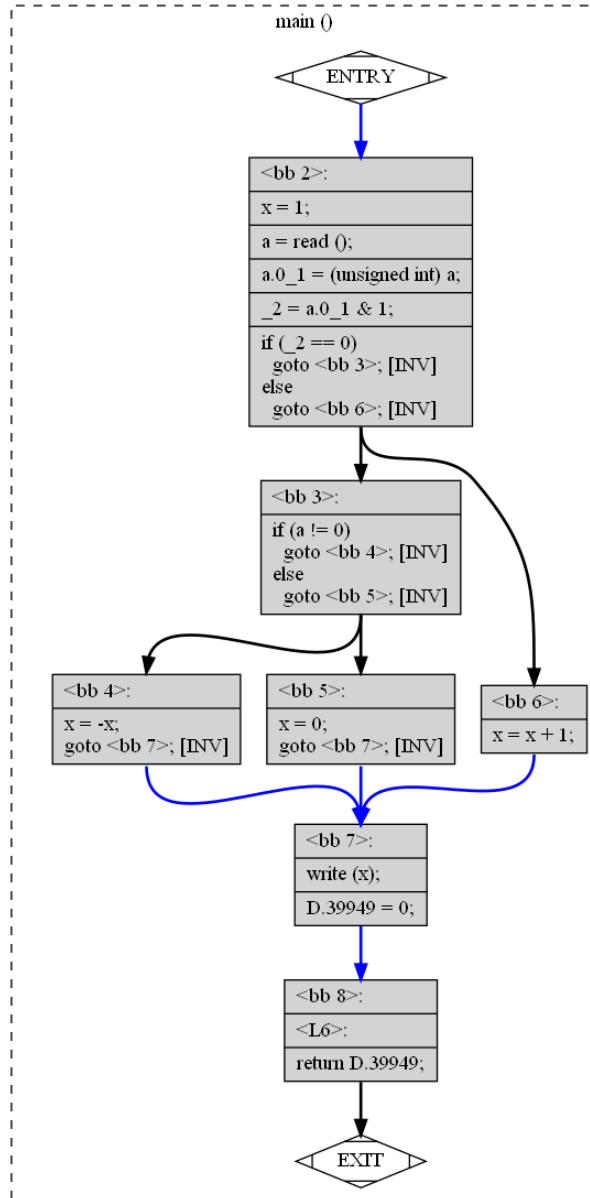 main ()
ENTRY
<bb 2>:
x = 1;
a = read ();
a.0_1 = (unsigned int) a;
_2 = a.0_1 & 1;
if (_2 == 0)
goto <bb 3>; [INV]
else
goto <bb 6>; [INV]
<bb 3>:
if (a != 0)
goto <bb 4>; [INV]
else
goto <bb 5>; [INV]
<bb 4>:
x = -x;
goto <bb 7>; [INV]
<bb 5>:
x = 0;
goto <bb 7>; [INV]
<bb 6>:
x = x + 1;
<bb 7>:
write (x);
D.39949 = 0;
<bb 8>:
<L6>:
return D.39949;
EXIT